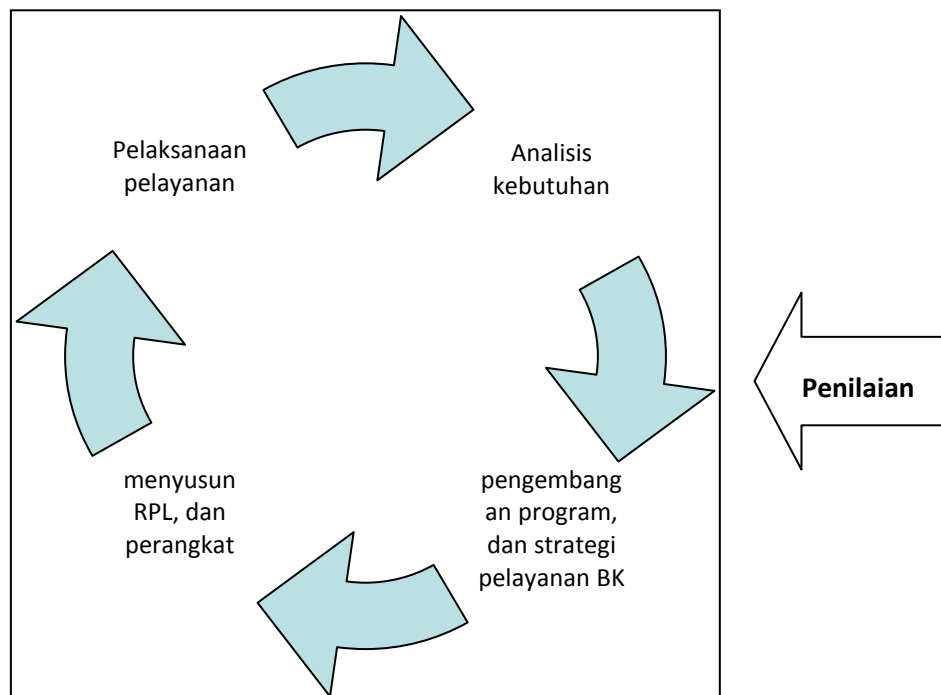 Pelaksanaan
pelayanan
Analisis
kebutuhan
Penilaian
menyusun
RPL, dan
perangkat
pengembang
an program,
dan strategi
pelayanan BK